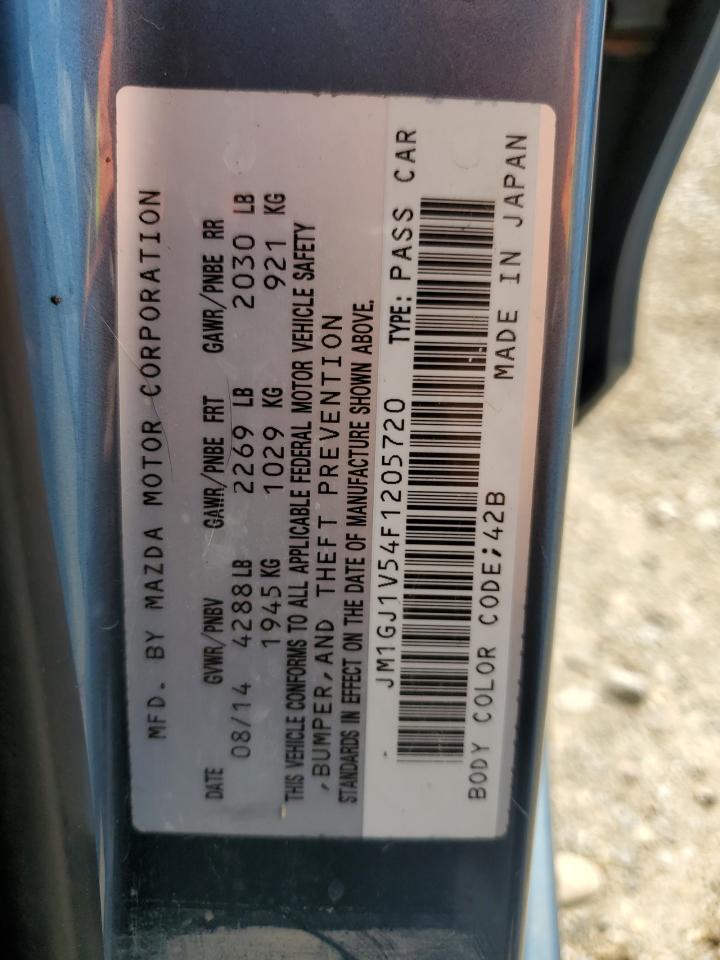 MFD. BY MAZDA MOTOR CORPORATION
DATE GVWR/PNBV GAWR/PNBE FRT GAWR/PNBE RR
08/14 4288 LB 2269 LB 2030 LB
1945 KG 1029 KG 921 KG
THIS VEHICLE CONFORMS TO ALL APPLICABLE FEDERAL MOTOR VEHICLE SAFETY
,BUMPER, AND THEFT PREVENTION
STANDARDS IN EFFECT ON THE DATE OF MANUFACTURE SHOWN ABOVE.
JM1GJ1V54F1205720 TYPE: PASS CAR
BODY COLOR CODE;42B MADE IN JAPAN